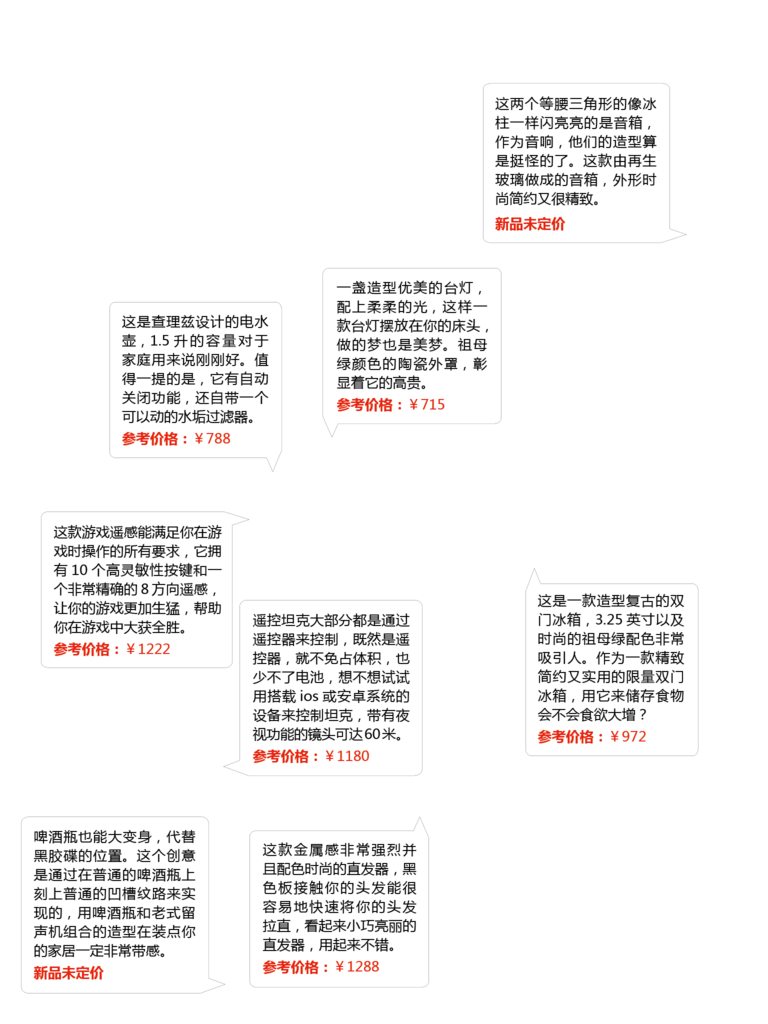 这两个等腰三角形的像冰
柱一样闪亮亮的是音箱，
作为音响，他们的造型算
是挺怪的了。这款由再生
玻璃做成的音箱，外形时
尚简约又很精致。
新品未定价
一盏造型优美的台灯，
配上柔柔的光，这样一
款台灯摆放在你的床头，
做的梦也是美梦。祖母
绿颜色的陶瓷外罩，彰
显着它的高贵。
参考价格：￥715
这是查理兹设计的电水
壶，1.5 升的容量对于
家庭用来说刚刚好。值
得一提的是，它有自动
关闭功能，还自带一个
可以动的水垢过滤器。
参考价格：￥788
这款游戏遥感能满足你在游
戏时操作的所有要求，它拥
有 10 个高灵敏性按键和一
个非常精确的 8 方向遥感，
让你的游戏更加生猛，帮助
你在游戏中大获全胜。
参考价格：￥1222
遥控坦克大部分都是通过
遥控器来控制，既然是遥
控器，就不免占体积，也
少不了电池，想不想试试
用搭载 ios 或安卓系统的
设备来控制坦克，带有夜
视功能的镜头可达 60 米。
参考价格：￥1180
这是一款造型复古的双
门冰箱，3.25 英寸以及
时尚的祖母绿配色非常
吸引人。作为一款精致
简约又实用的限量双门
冰箱，用它来储存食物
会不会食欲大增？
参考价格：￥972
啤酒瓶也能大变身，代替
黑胶碟的位置。这个创意
是通过在普通的啤酒瓶上
刻上普通的凹槽纹路来实
现的，用啤酒瓶和老式留
声机组合的造型在装点你
的家居一定非常带感。
新品未定价
这款金属感非常强烈并
且配色时尚的直发器，黑
色板接触你的头发能很
容易地快速将你的头发
拉直，看起来小巧亮丽的
直发器，用起来不错。
参考价格：￥1288